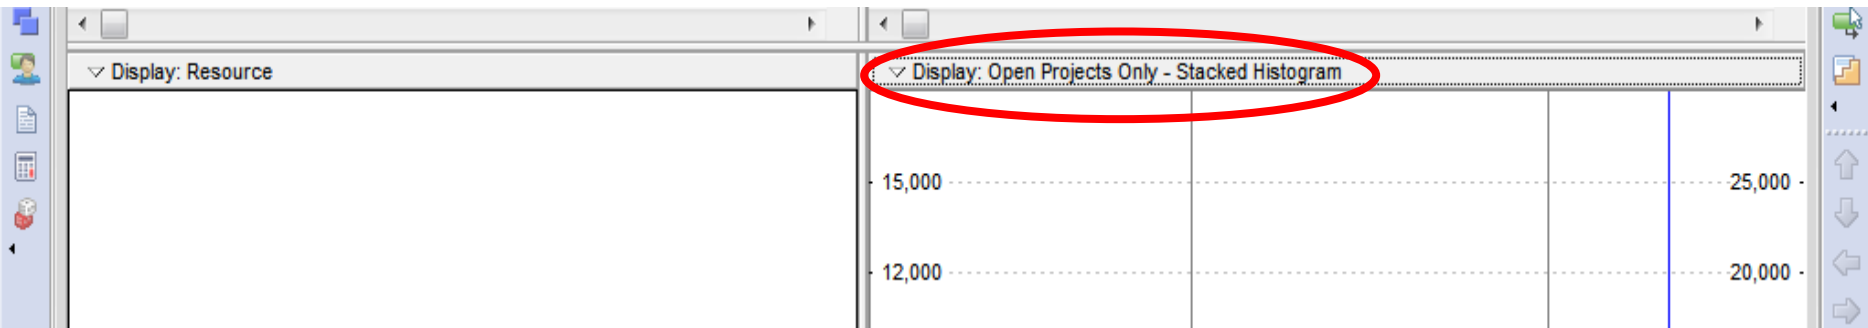 Display: Resource
Display: Open Projects Only - Stacked Histogram
15,000
25,000
12,000
20,000